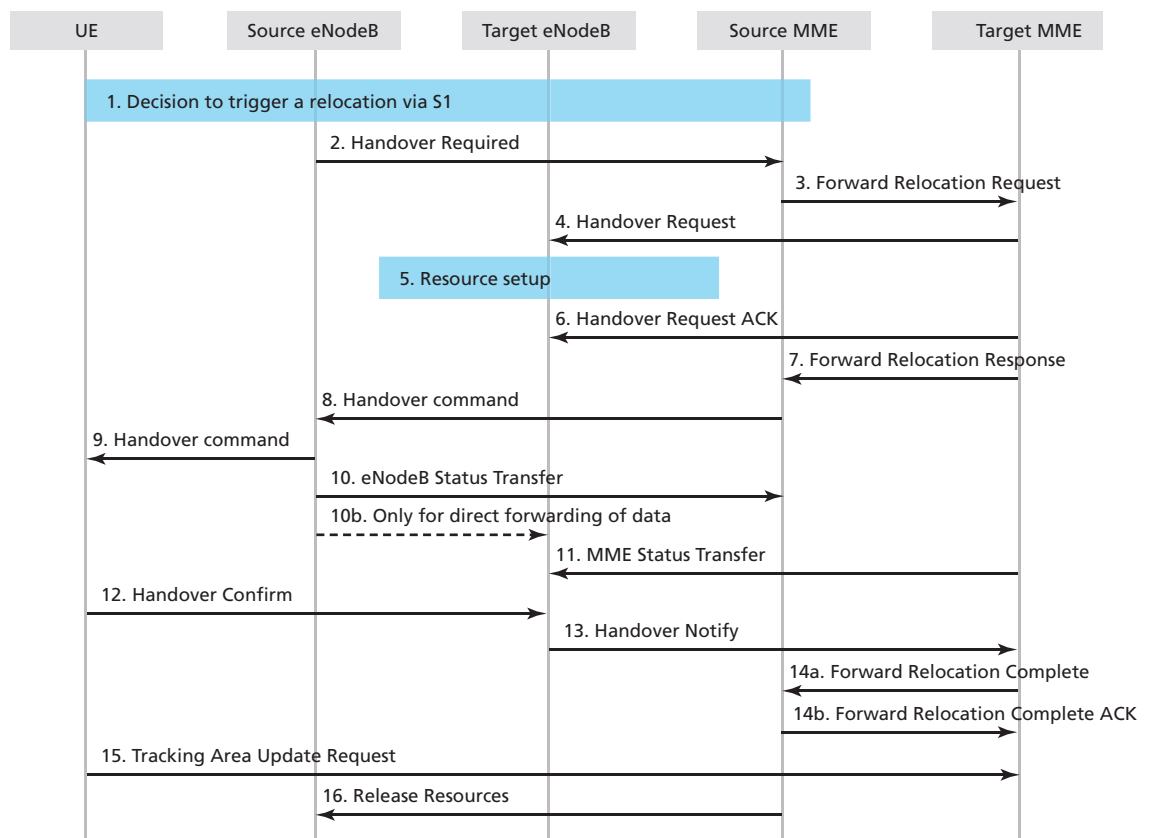 UE
Source eNodeB
Target eNodeB
Source MME
Target MME
1. Decision to trigger a relocation via S1
2. Handover Required
3. Forward Relocation Request
4. Handover Request
5. Resource setup
6. Handover Request ACK
7. Forward Relocation Response
8. Handover command
9. Handover command
10. eNodeB Status Transfer
10b. Only for direct forwarding of data
11. MME Status Transfer
12. Handover Confirm
13. Handover Notify
14a. Forward Relocation Complete
14b. Forward Relocation Complete ACK
15. Tracking Area Update Request
16. Release Resources